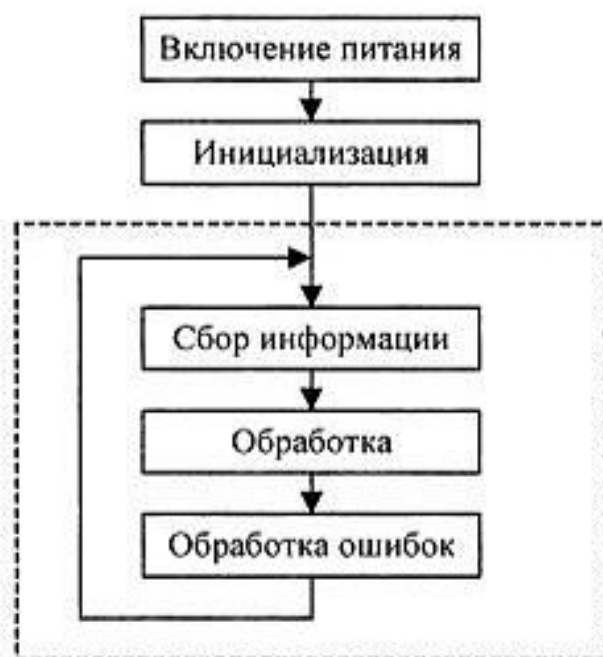 Включение питания
Инициализация
Сбор информации
Обработка
Обработка ошибок